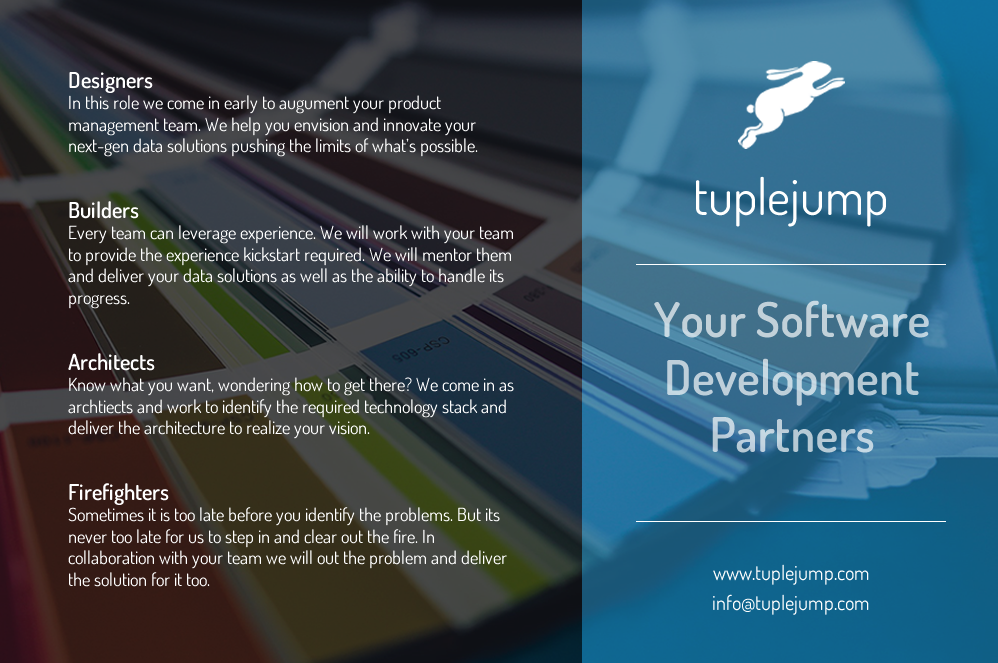 Designers
In this role we come in early to augument your product
management team. We help you envision and innovate your
next-gen data solutions pushing the limits of what's possible.
Builders
Every team can leverage experience. We will work with your team
to provide the experience kickstart required. We will mentor them
and deliver your data solutions as well as the ability to handle its
progress.
Architects
Know what you want, wondering how to get there? We come in as
archtiects and work to identify the required technology stack and
deliver the architecture to realize your vision.
Firefighters
Sometimes it is too late before you identify the problems. But its
never too late for us to step in and clear out the fire. In
collaboration with your team we will out the problem and deliver
the solution for it too.
tuplejump
Your Software
Development
Partners
www.tuplejump.com
info@tuplejump.com